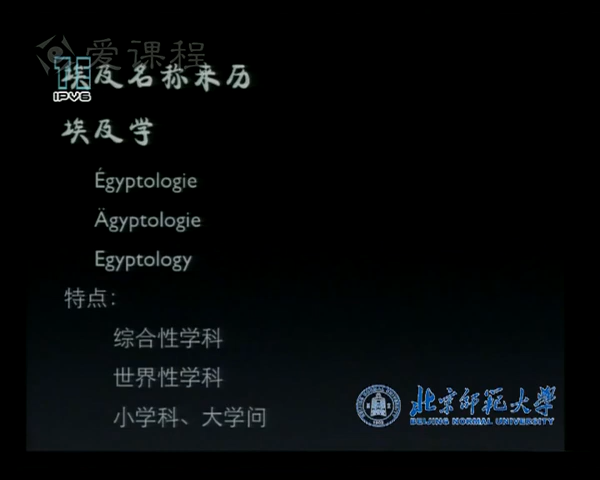 爱课程
埃及名称来历
IPV6
埃及学
Égyptologie
Ägyptologie
Egyptology
特点：
综合性学科
世界性学科
小学科、大学问
北京师范大学
BEIJING NORMAL UNIVERSITY